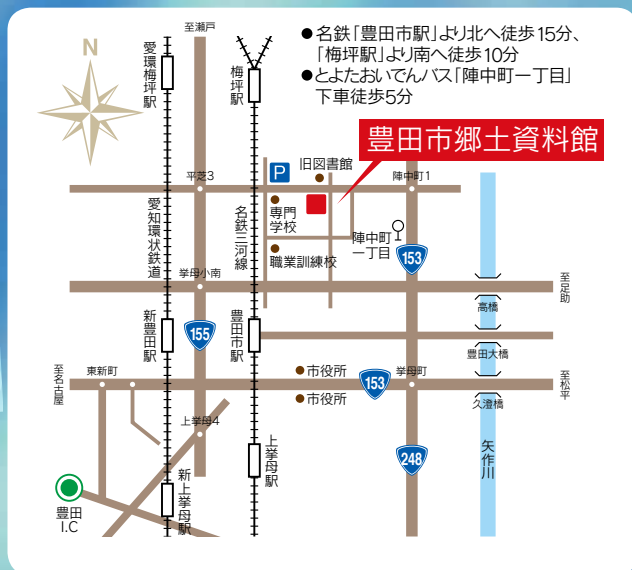 ●名鉄「豊田市駅」より北へ徒歩15分、
「梅坪駅」より南へ徒歩10分
●とよたおいでんバス「陣中町一丁目」
下車徒歩5分
豊田市郷土資料館
N
至瀬戸
愛環梅坪駅
梅坪駅
P
旧図書館
平芝3
陣中町1
専門
学校
愛知環状鉄道
名鉄三河線
陣中町
一丁目
職業訓練校
153
挙母小南
至足助
高橋
新豊田駅
155
豊田市駅
豊田大橋
至名古屋
東新町
市役所
153
挙母町
至松平
市役所
久澄橋
上挙母4
上挙母駅
248
矢作川
新上挙母駅
豊田
I.C